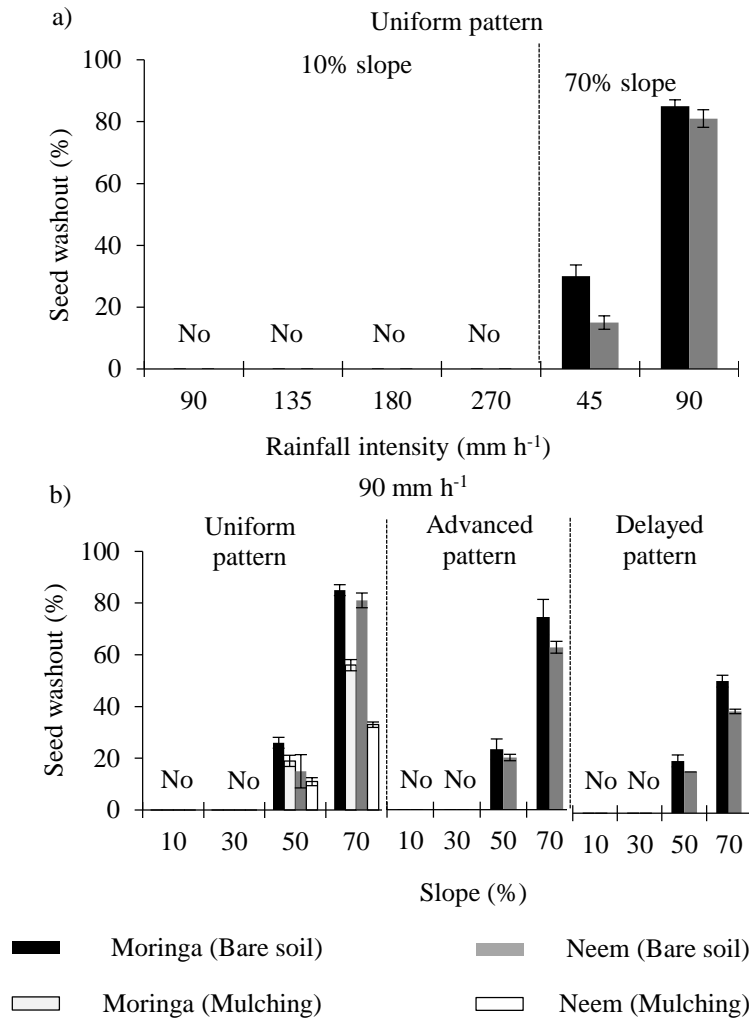 a)
Uniform pattern
10% slope
70% slope
Seed washout (%)
100
80
60
40
20
0
No No No No
90 135 180 270 45 90
Rainfall intensity (mm h-1)
b)
90 mm h-1
Uniform pattern
Advanced pattern
Delayed pattern
Seed washout (%)
100
80
60
40
20
0
No No No No No No
10 30 50 70 10 30 50 70 10 30 50 70
Slope (%)
Moringa (Bare soil) Neem (Bare soil)
Moringa (Mulching) Neem (Mulching)